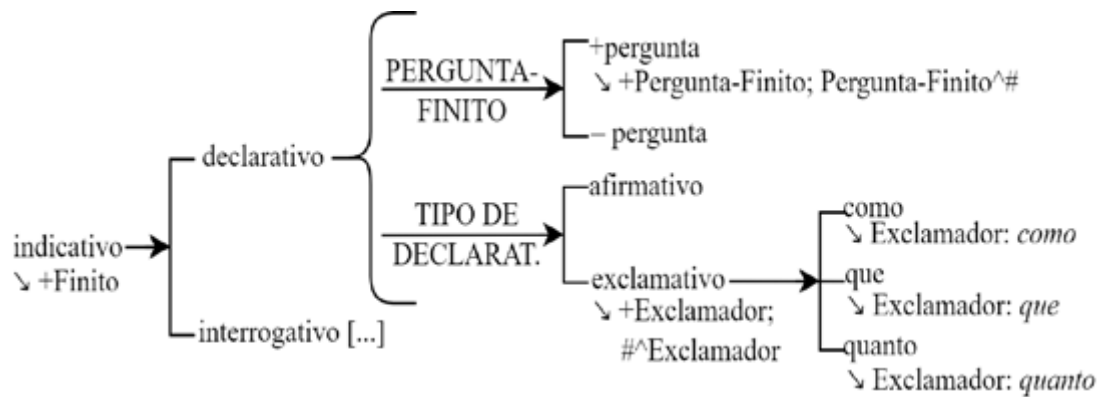 +pergunta
↘ +Pergunta-Finito; Pergunta-Finito^#
PERGUNTA-
FINITO
– pergunta
declarativo
afirmativo
TIPO DE
DECLARAT.
como
↘ Exclamador: como
indicativo
↘ +Finito
exclamativo
↘ +Exclamador;
#^Exclamador
que
↘ Exclamador: que
interrogativo [...]
quanto
↘ Exclamador: quanto